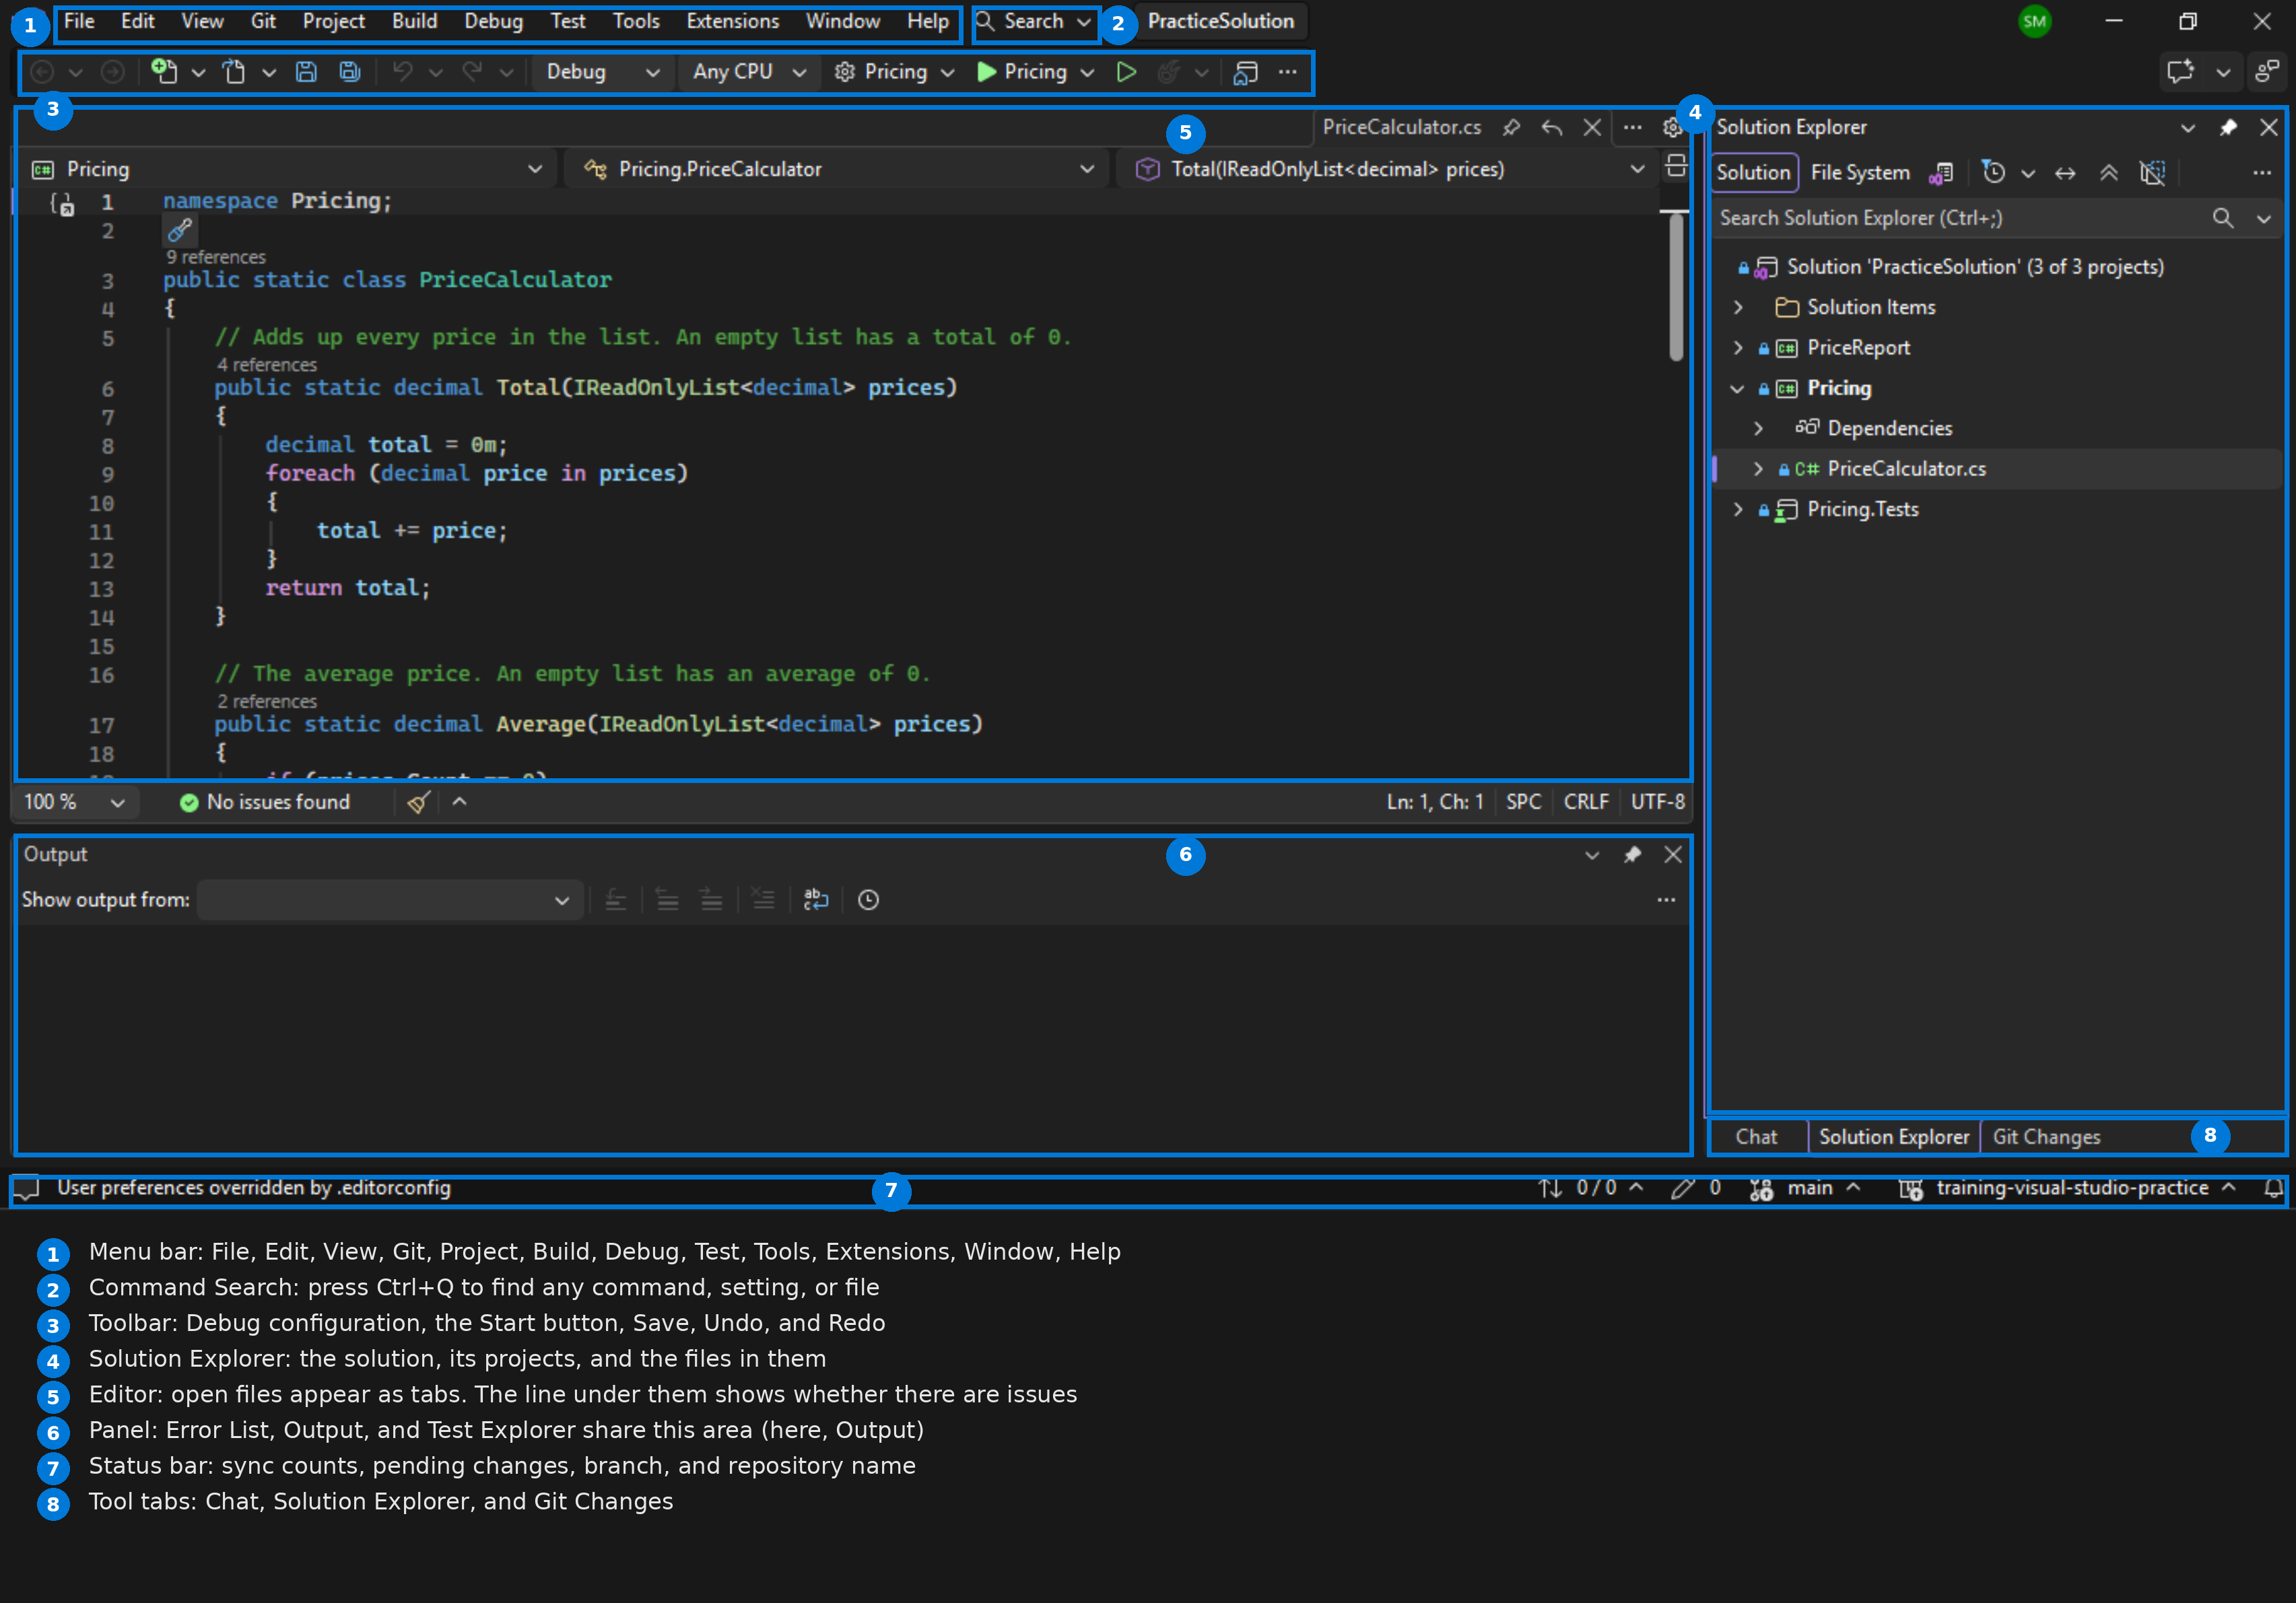 1 File Edit View Git Project Build Debug Test Tools Extensions Window Help Search 2 PracticeSolution SM
Debug Any CPU Pricing Pricing
3 5 4
PriceCalculator.cs Solution Explorer
Pricing Pricing.PriceCalculator Total(IReadOnlyList<decimal> prices)
Solution File System
Search Solution Explorer (Ctrl+;)
Solution 'PracticeSolution' (3 of 3 projects)
Solution Items
PriceReport
Pricing
Dependencies
C# PriceCalculator.cs
Pricing.Tests
1 namespace Pricing;
2
9 references
3 public static class PriceCalculator
4 {
5 // Adds up every price in the list. An empty list has a total of 0.
4 references
6 public static decimal Total(IReadOnlyList<decimal> prices)
7 {
8 decimal total = 0m;
9 foreach (decimal price in prices)
10 {
11 total += price;
12 }
13 return total;
14 }
15
16 // The average price. An empty list has an average of 0.
2 references
17 public static decimal Average(IReadOnlyList<decimal> prices)
18 {
100 % No issues found Ln: 1, Ch: 1 SPC CRLF UTF-8
Output 6
Show output from:
Chat Solution Explorer Git Changes 8
User preferences overridden by .editorconfig 7 0 / 0 0 main training-visual-studio-practice
1 Menu bar: File, Edit, View, Git, Project, Build, Debug, Test, Tools, Extensions, Window, Help
2 Command Search: press Ctrl+Q to find any command, setting, or file
3 Toolbar: Debug configuration, the Start button, Save, Undo, and Redo
4 Solution Explorer: the solution, its projects, and the files in them
5 Editor: open files appear as tabs. The line under them shows whether there are issues
6 Panel: Error List, Output, and Test Explorer share this area (here, Output)
7 Status bar: sync counts, pending changes, branch, and repository name
8 Tool tabs: Chat, Solution Explorer, and Git Changes